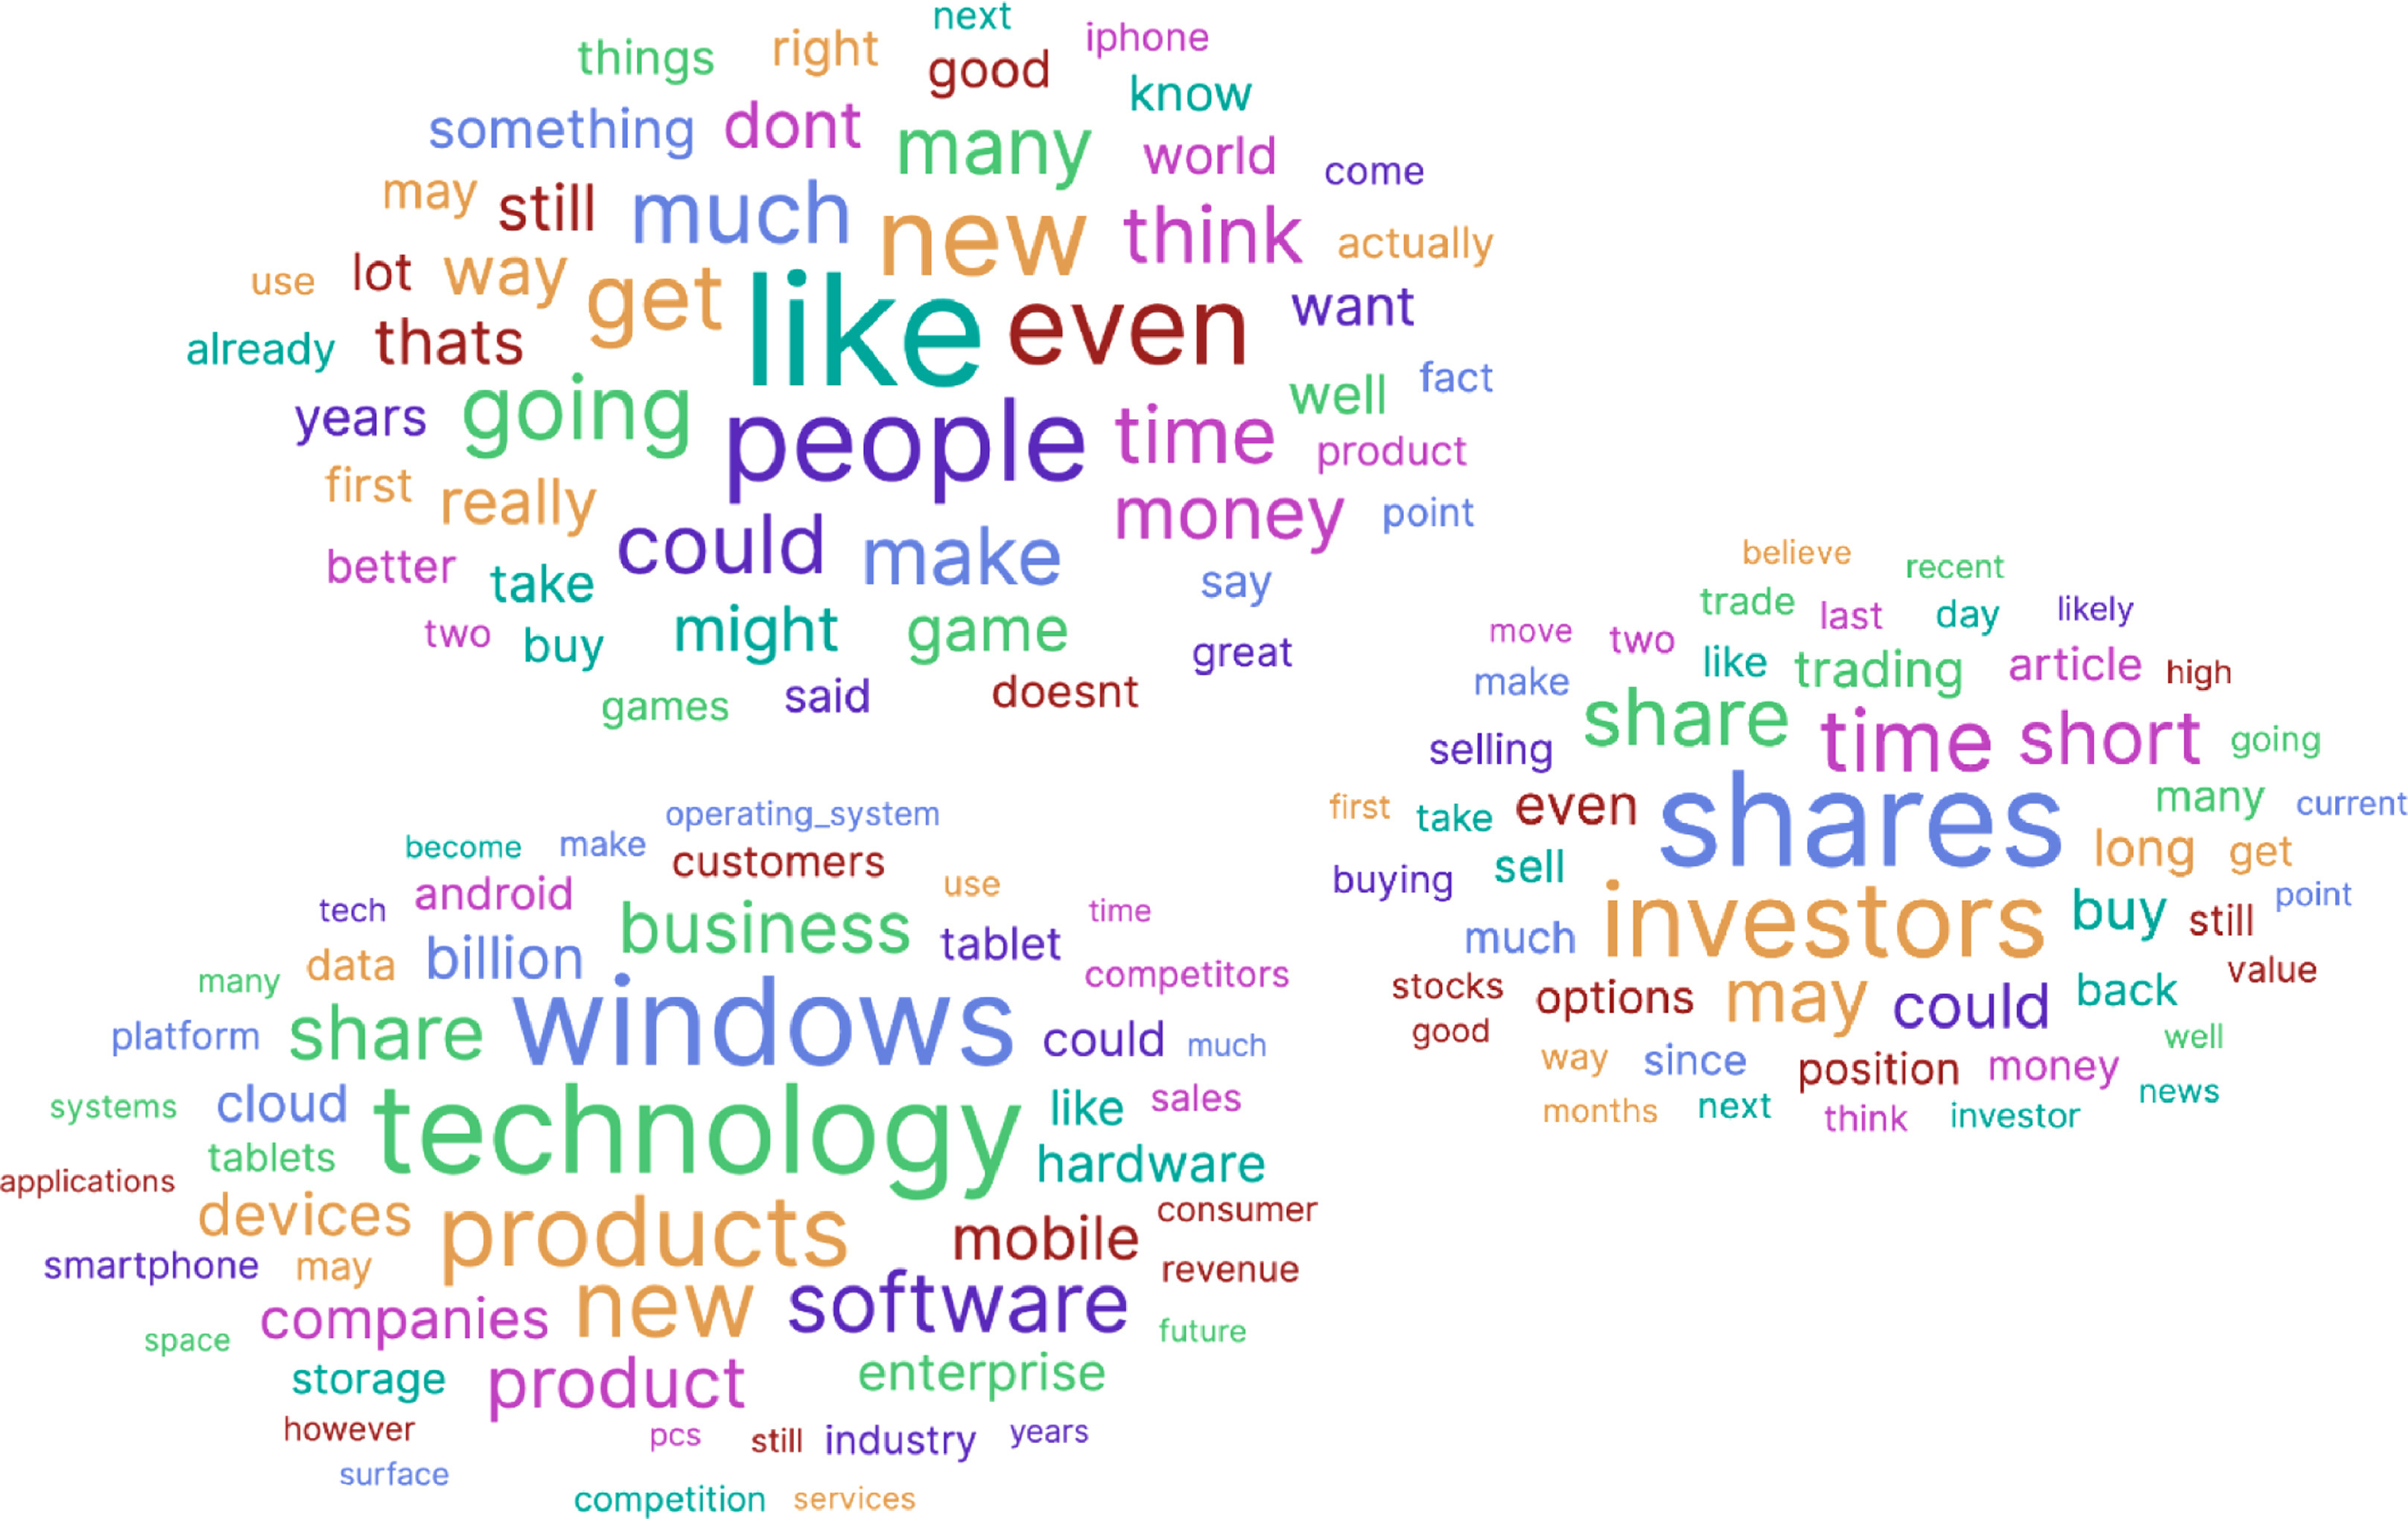 next
things right good iphone
know
something dont many world come
may still much new think actually
use lot way get like even want
already thats
years going people time well fact
product
first really money point
better take could make say
two buy might game great
games said doesnt
believe recent
trade last day likely
move two like trading article high
make share time short going
selling
first take even shares many current
buying sell long get
much investors buy still point
stocks options may could back value
good
way since position money well
months next think investor news
operating_system
become make customers
tech android business use time
many data billion tablet competitors
platform share windows could much
systems cloud technology like sales
tablets hardware
applications devices products mobile consumer
smartphone may revenue
space companies new software future
storage product enterprise
however pcs still industry years
surface
competition services